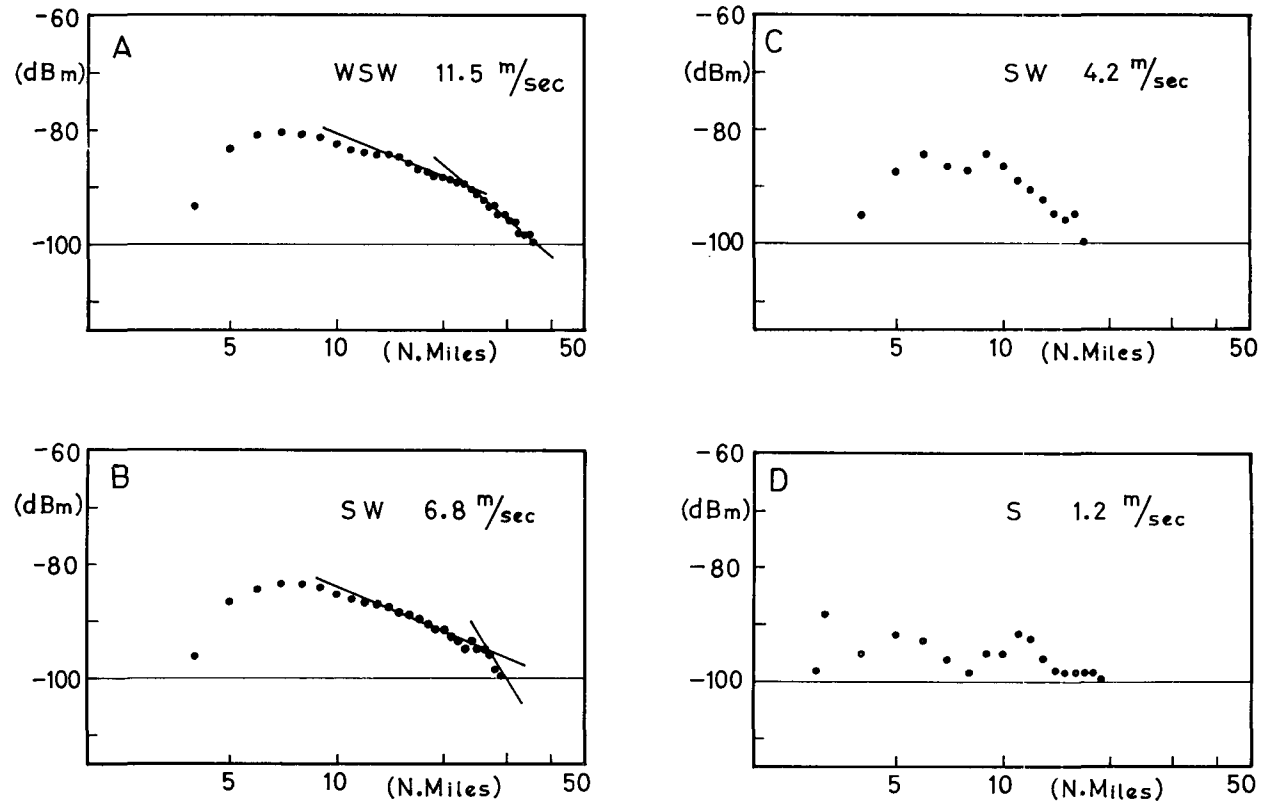 A
WSW 11.5 m/sec
-60
(dBm)
-80
-100
5 10 (N.Miles) 50
C
SW 4.2 m/sec
-60
(dBm)
-80
-100
5 10 (N.Miles) 50
B
SW 6.8 m/sec
-60
(dBm)
-80
-100
5 10 (N.Miles) 50
D
S 1.2 m/sec
-60
(dBm)
-80
-100
5 10 (N.Miles) 50